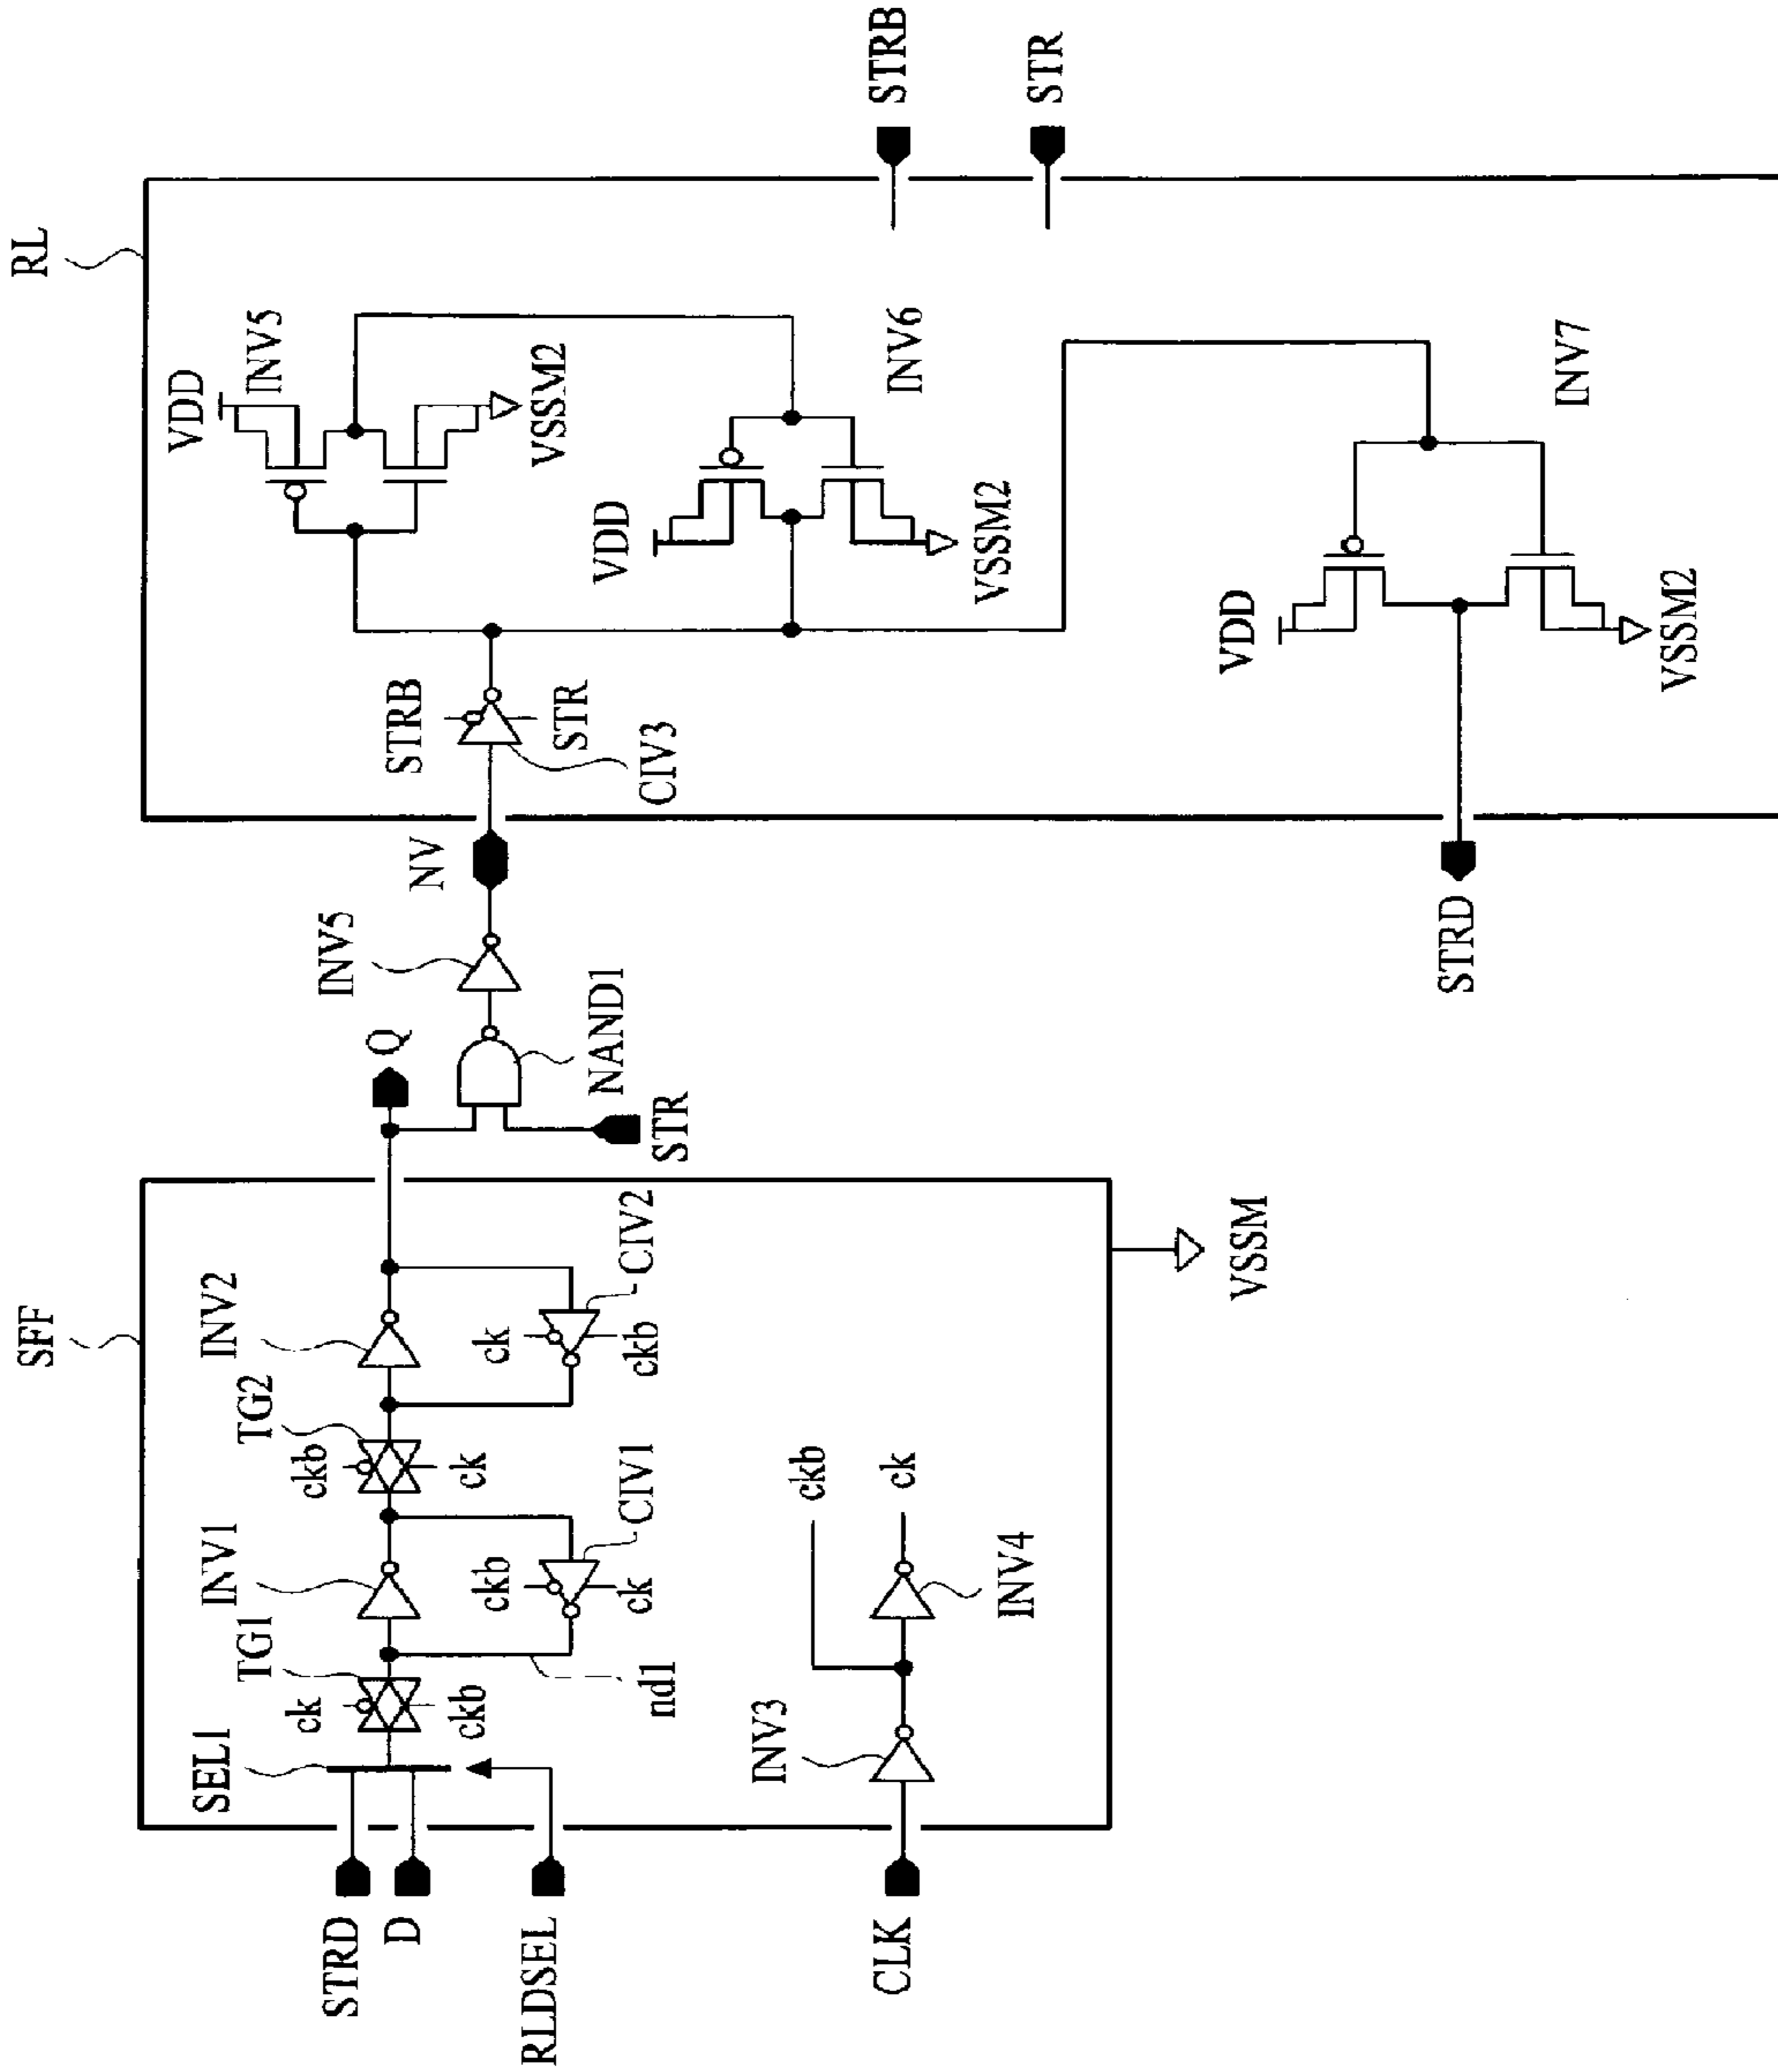 SFF
RL
SEL1
TG1
INV1
TG2
INV2
STRD
D
RLDSEL
CLK
ck
ckb
nd1
ckb
ck
CIV1
ckb
ck
ck
ckb
CIV2
INV3
INV4
ckb
ck
VSSM
Q
STR
NAND1
INV5
NV
STRB
STR
CIV3
VDD
INV5
VSSM2
VDD
INV6
VSSM2
VDD
INV7
VSSM2
STRD
STRB
STR